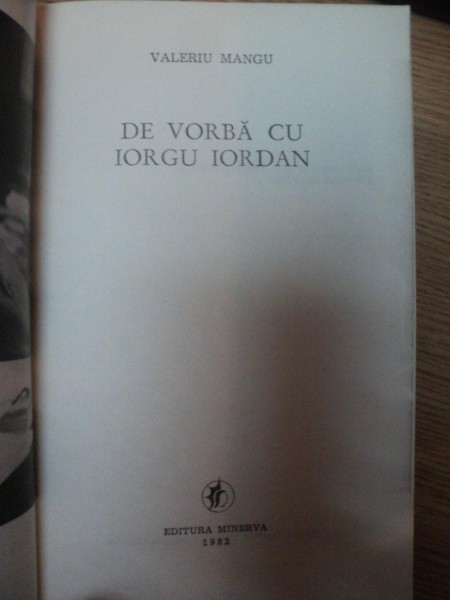 VALERIU MANGU
DE VORBĂ CU
IORGU IORDAN
EDITURA MINERVA
1982